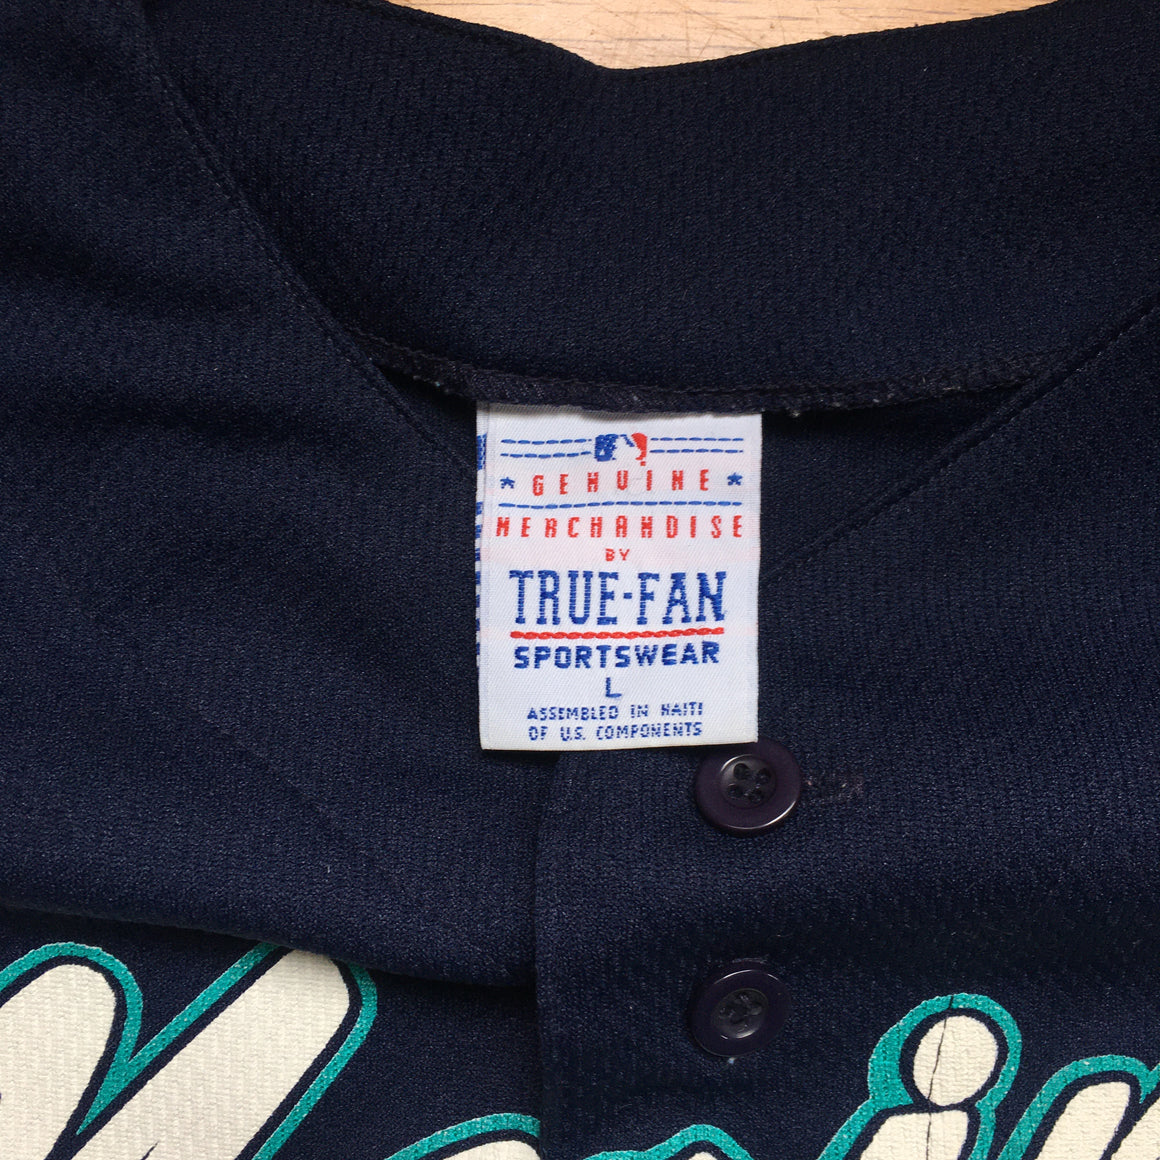 GENUINE
MERCHANDISE
BY
TRUE-FAN
SPORTSWEAR
L
ASSEMBLED IN HAITI
OF U.S. COMPONENTS